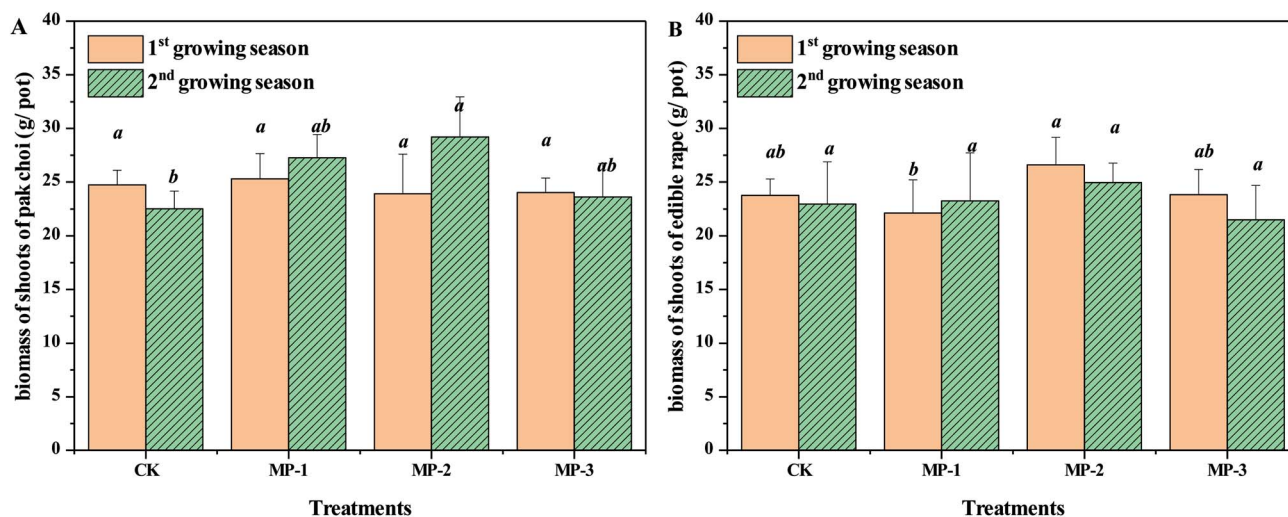 A
biomass of shoots of pak choi (g/ pot)
40
35
30
25
20
15
10
5
0
1st growing season
2nd growing season
a
b
a
ab
a
a
a
ab
CK
MP-1
MP-2
MP-3
Treatments
B
biomass of shoots of edible rape (g/ pot)
40
35
30
25
20
15
10
5
0
1st growing season
2nd growing season
ab
a
b
a
a
a
ab
a
CK
MP-1
MP-2
MP-3
Treatments